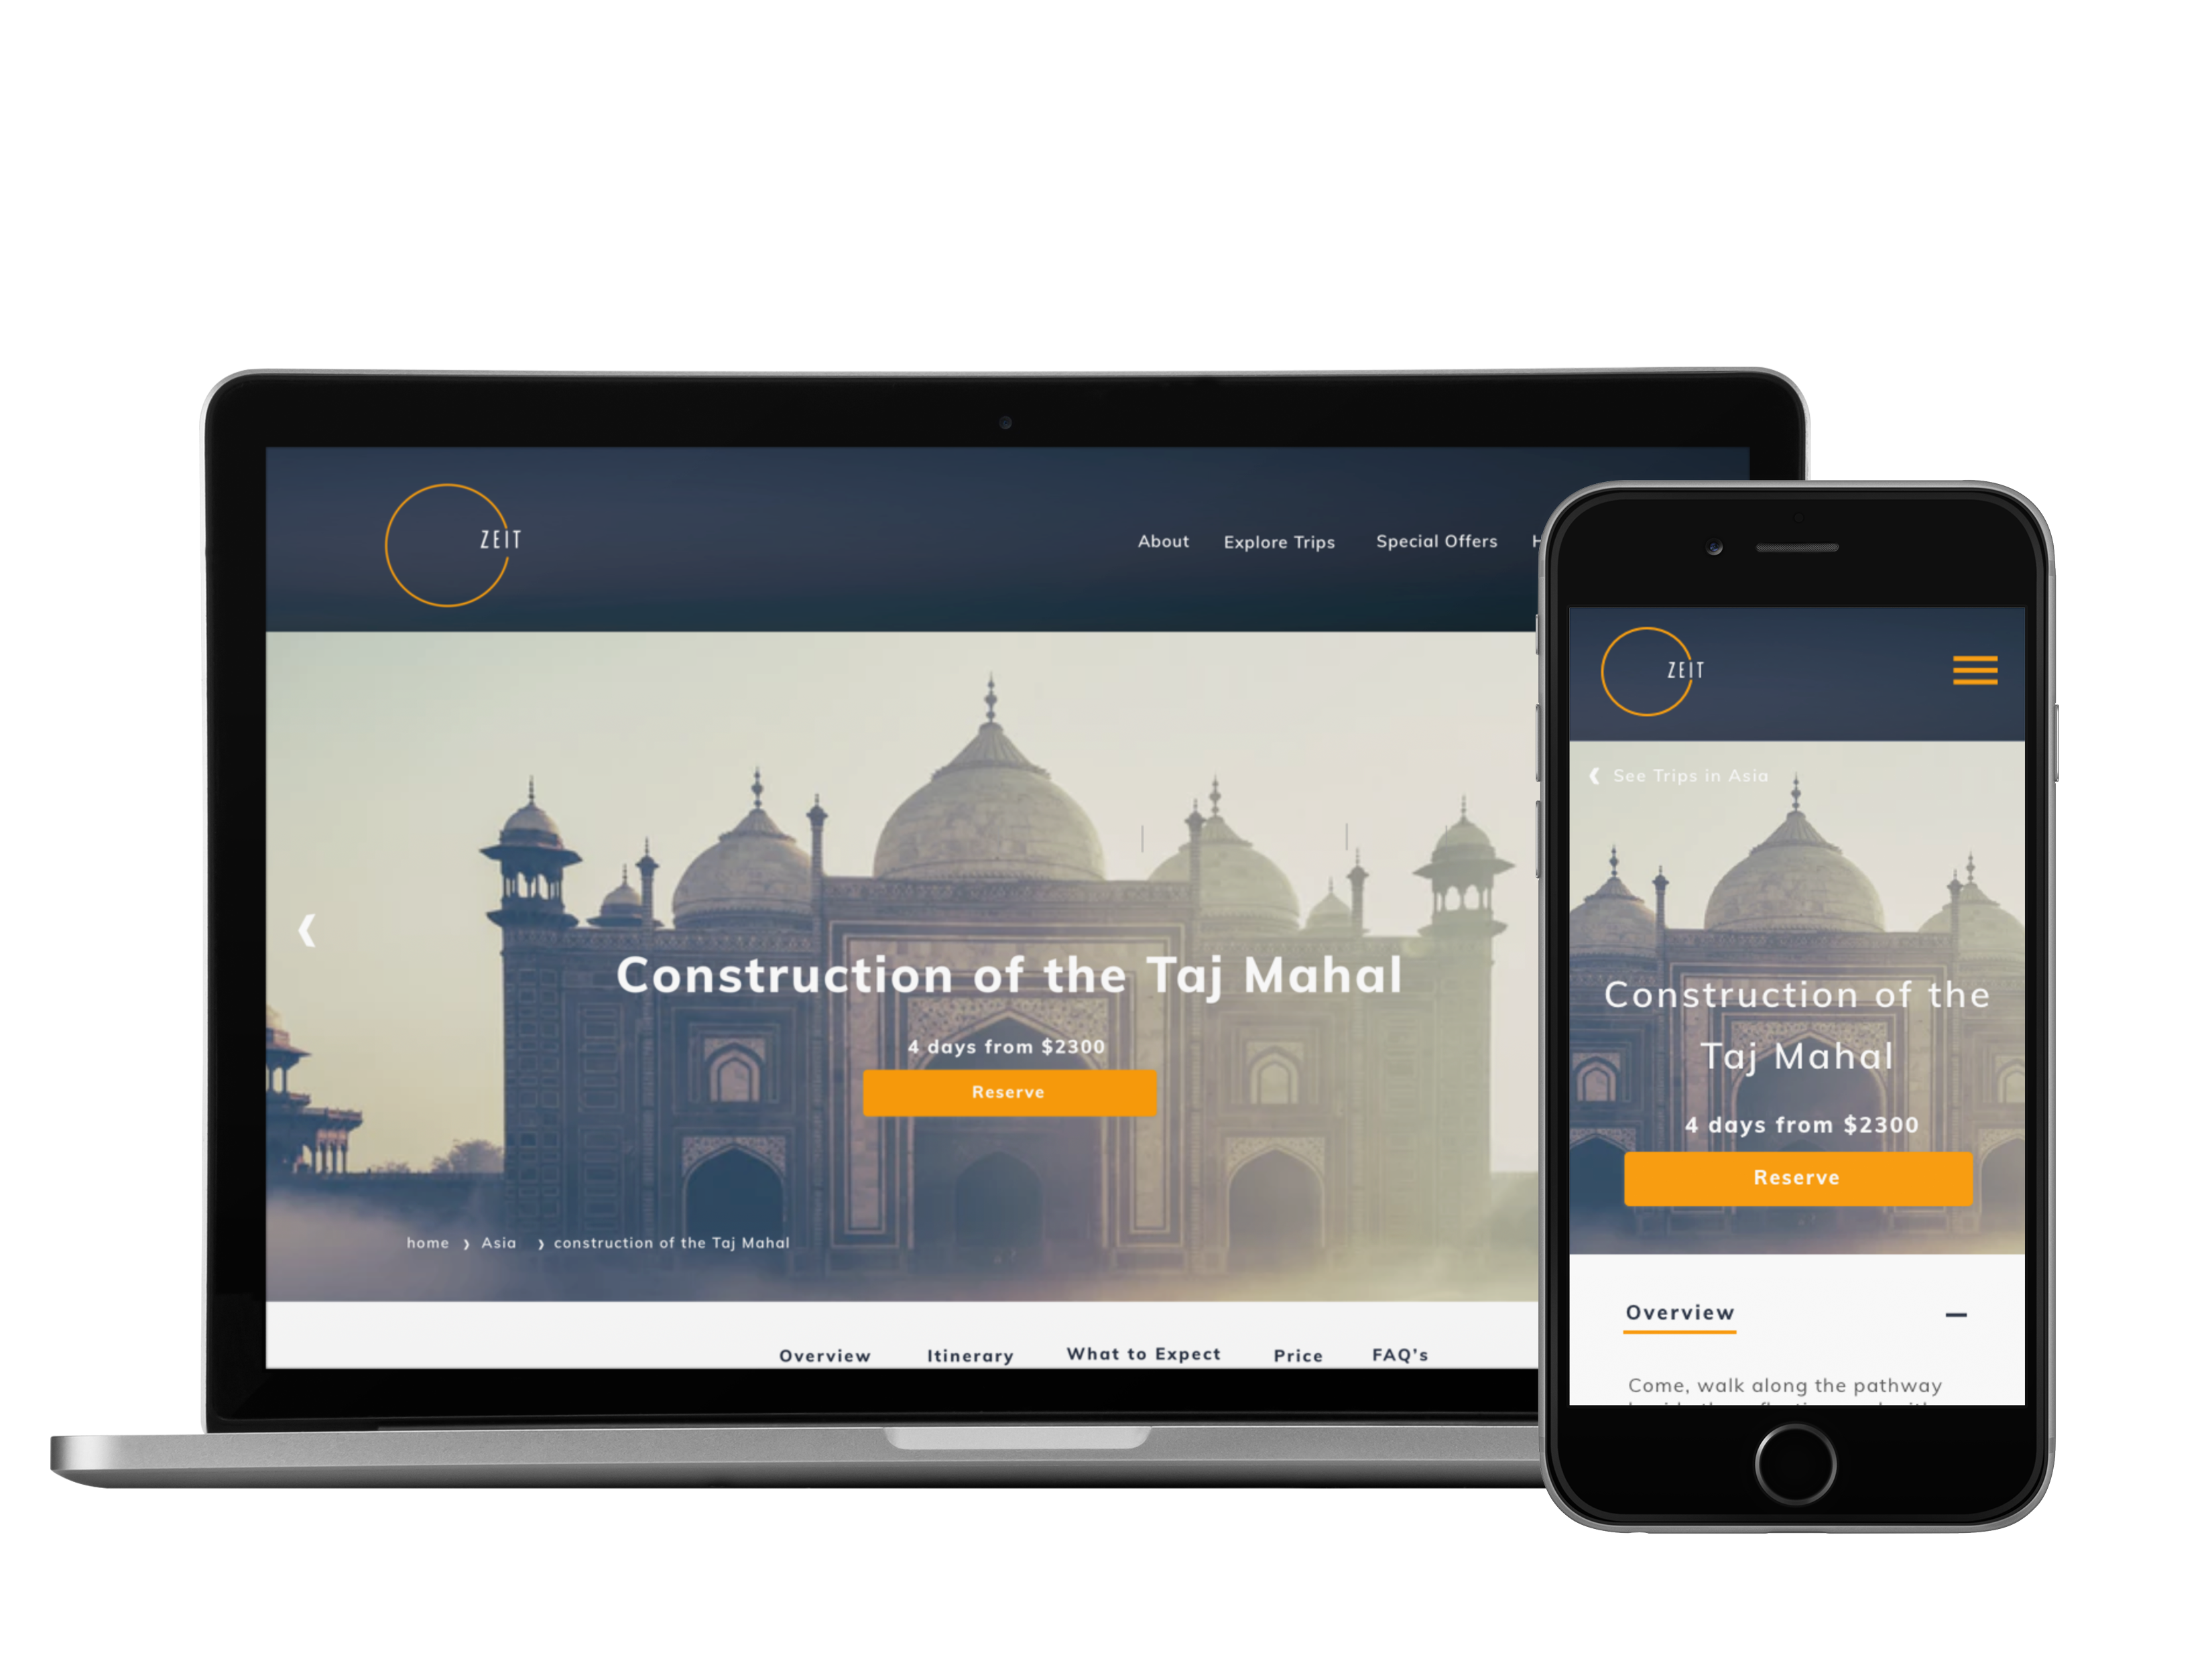 ZEIT
About Explore Trips Special Offers H
Construction of the Taj Mahal
4 days from $2300
Reserve
home › Asia › construction of the Taj Mahal
Overview Itinerary What to Expect Price FAQ's
ZEIT
See Trips in Asia
Construction of the
Taj Mahal
4 days from $2300
Reserve
Overview
Come, walk along the pathway